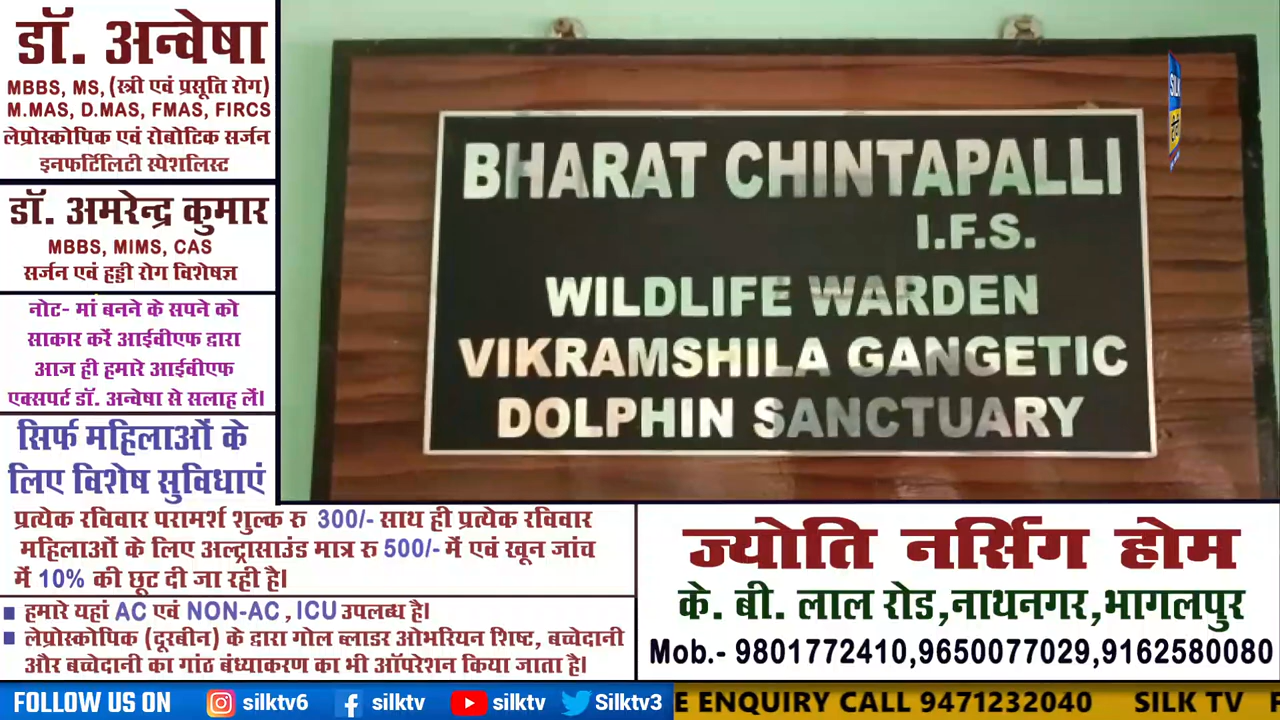 डॉ. अन्वेषा
MBBS, MS, (स्त्री एवं प्रसूति रोग)
M.MAS, D.MAS, FMAS, FIRCS
लेप्रोस्कोपिक एवं रोबोटिक सर्जन
इनफर्टिलिटी स्पेशलिस्ट
डॉ. अमरेन्द्र कुमार
MBBS, MIMS, CAS
सर्जन एवं हड्डी रोग विशेषज्ञ
नोट- मां बनने के सपने को
साकार करें आईवीएफ द्वारा
आज ही हमारे आईवीएफ
एक्सपर्ट डॉ. अन्वेषा से सलाह लें।
सिर्फ महिलाओं के
लिए विशेष सुविधाएं
प्रत्येक रविवार परामर्श शुल्क रु 300/- साथ ही प्रत्येक रविवार
महिलाओं के लिए अल्ट्रासाउंड मात्र रु 500/- में एवं खून जांच
में 10% की छूट दी जा रही है।
हमारे यहां AC एवं NON-AC , ICU उपलब्ध है।
लेप्रोस्कोपिक (दूरबीन) के द्वारा गोल ब्लाडर ओभरियन शिष्ट, बच्चेदानी
और बच्चेदानी का गांठ बंध्याकरण का भी ऑपरेशन किया जाता है।
BHARAT CHINTAPALLI
I.F.S.
WILDLIFE WARDEN
VIKRAMSHILA GANGETIC
DOLPHIN SANCTUARY
SILK
ज्योति नर्सिंग होम
के. बी. लाल रोड,नाथनगर,भागलपुर
Mob.- 9801772410,9650077029,9162580080
FOLLOW US ON silktv6 silktv silktv Silktv3 E ENQUIRY CALL 9471232040 SILK TV